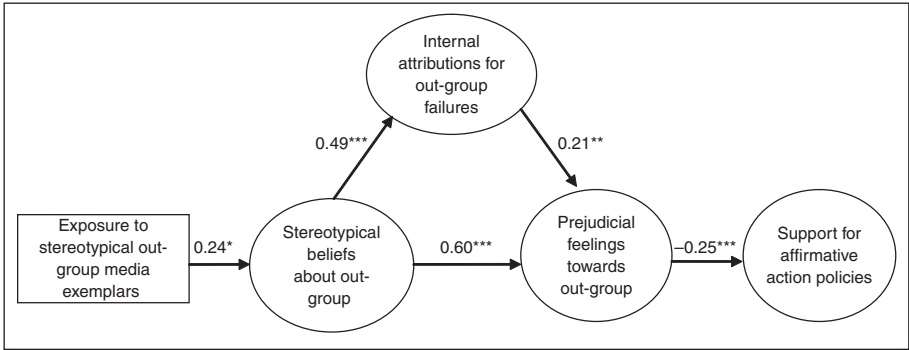 Internal
attributions for
out-group
failures
0.49***
0.21**
Exposure to
stereotypical out-
group media
exemplars
0.24*
Stereotypical
beliefs
about out-
group
0.60***
Prejudicial
feelings
towards
out-group
–0.25***
Support for
affirmative
action policies